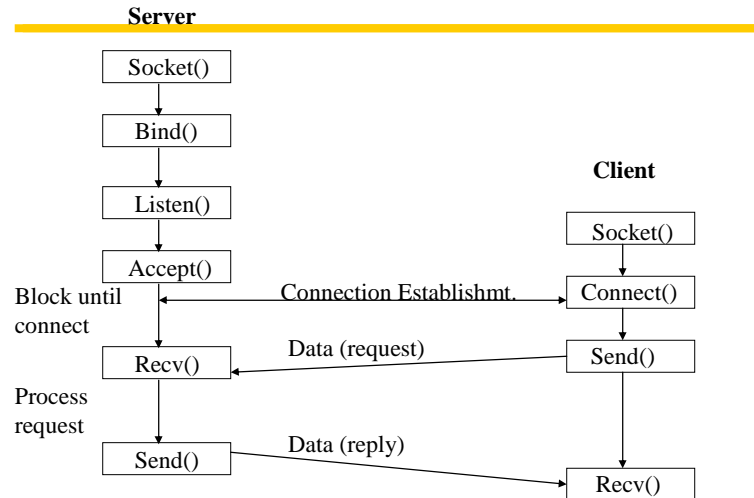 Server
Socket()
Bind()
Listen()
Accept()
Block until
connect
Recv()
Process
request
Send()
Connection Establishmt.
Data (request)
Data (reply)
Client
Socket()
Connect()
Send()
Recv()